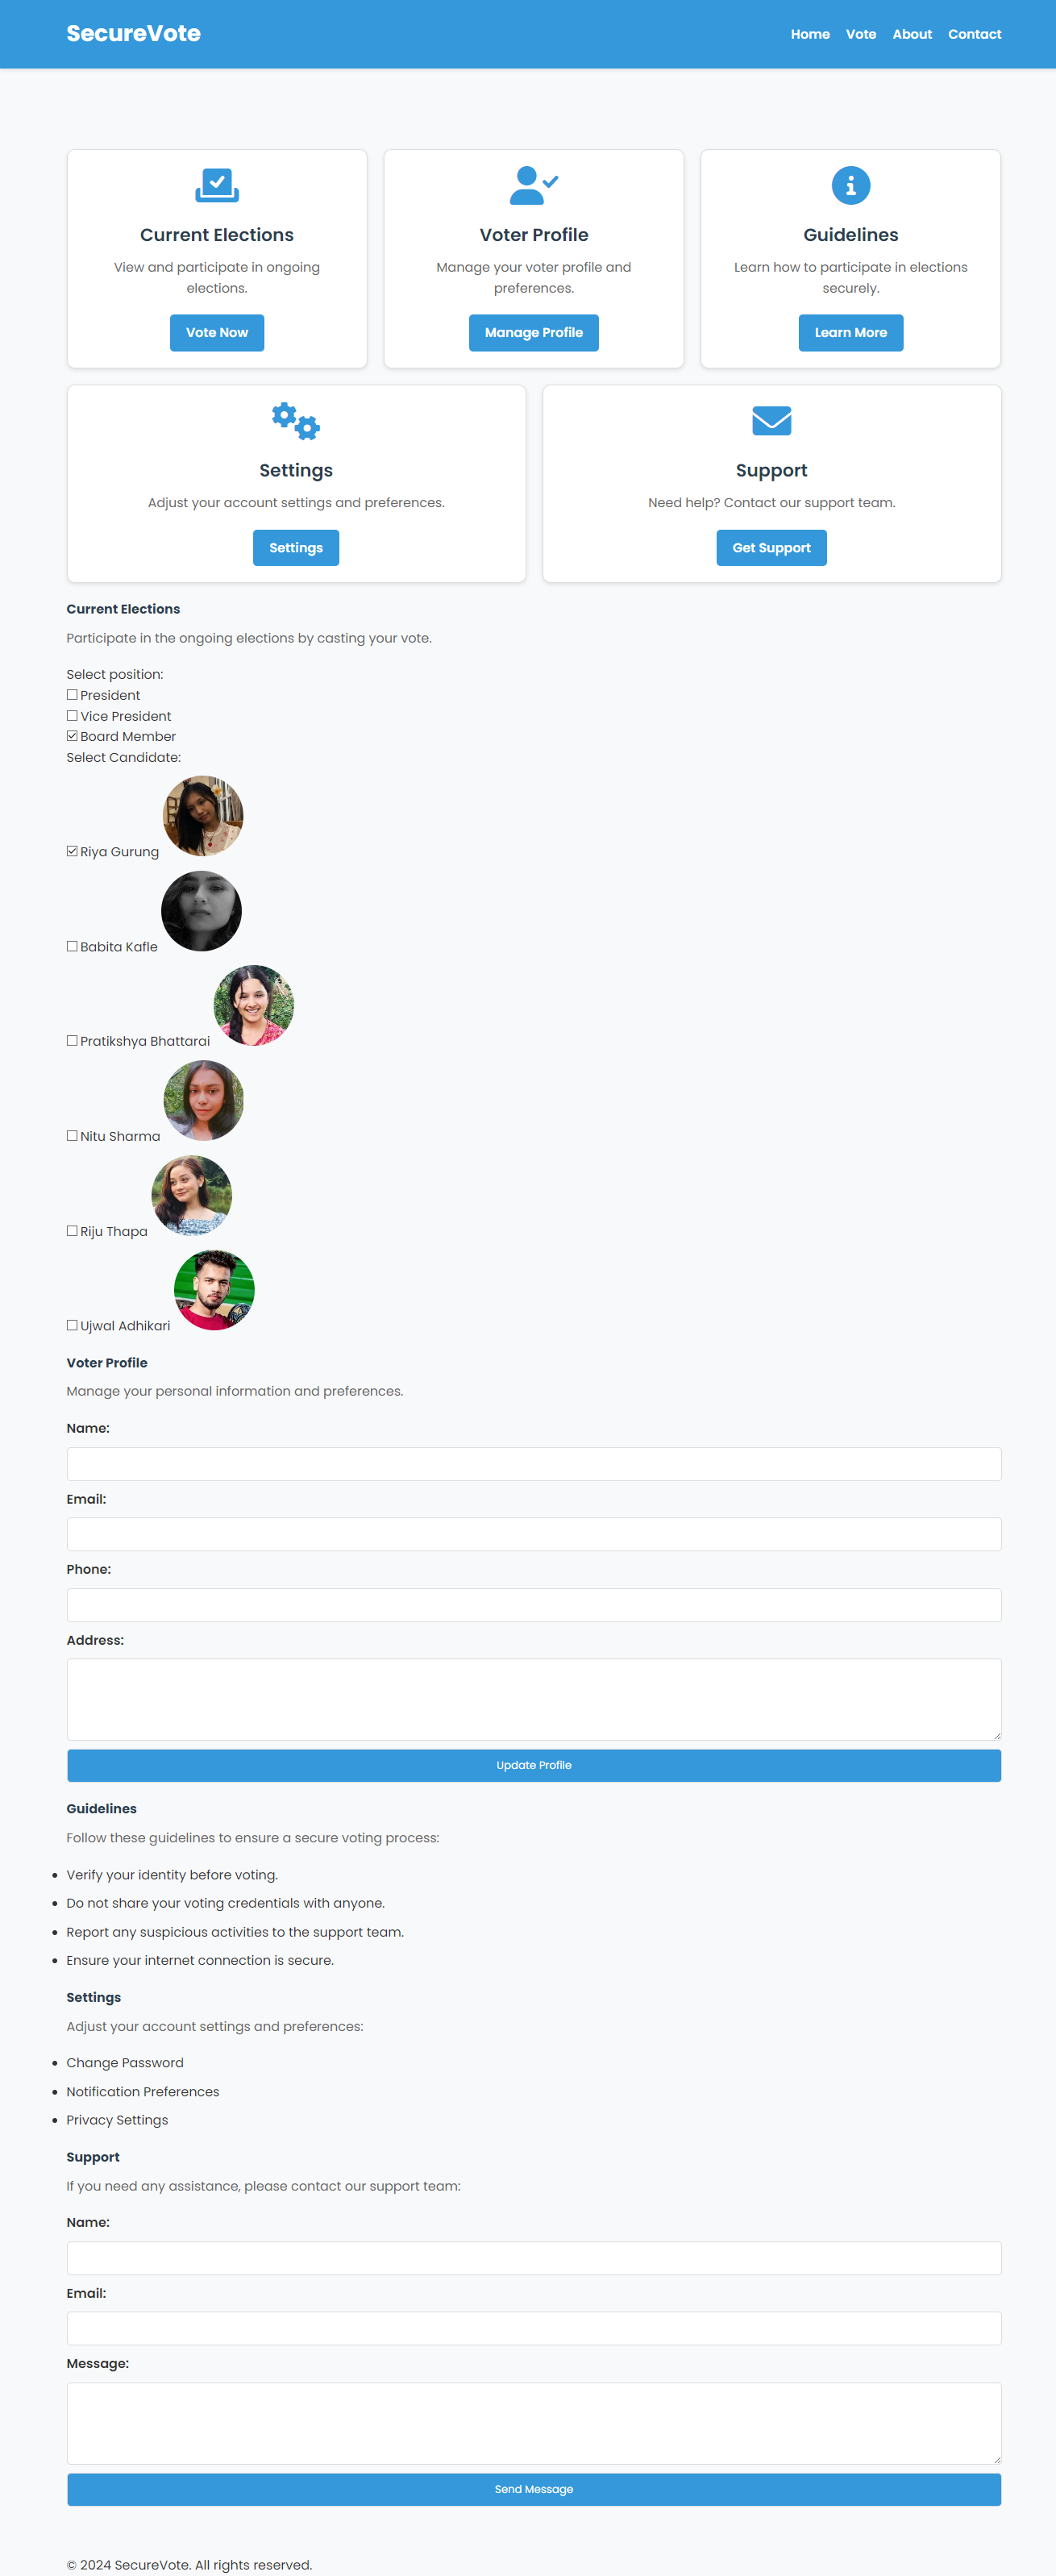 SecureVote
Home Vote About Contact
Current Elections
View and participate in ongoing
elections.
Vote Now
Voter Profile
Manage your voter profile and
preferences.
Manage Profile
Guidelines
Learn how to participate in elections
securely.
Learn More
Settings
Adjust your account settings and preferences.
Settings
Support
Need help? Contact our support team.
Get Support
Current Elections
Participate in the ongoing elections by casting your vote.
Select position:
President
Vice President
Board Member
Select Candidate:
Riya Gurung
Babita Kafle
Pratikshya Bhattarai
Nitu Sharma
Riju Thapa
Ujwal Adhikari
Voter Profile
Manage your personal information and preferences.
Name:
Email:
Phone:
Address:
Update Profile
Guidelines
Follow these guidelines to ensure a secure voting process:
Verify your identity before voting.
Do not share your voting credentials with anyone.
Report any suspicious activities to the support team.
Ensure your internet connection is secure.
Settings
Adjust your account settings and preferences:
Change Password
Notification Preferences
Privacy Settings
Support
If you need any assistance, please contact our support team:
Name:
Email:
Message:
Send Message
© 2024 SecureVote. All rights reserved.